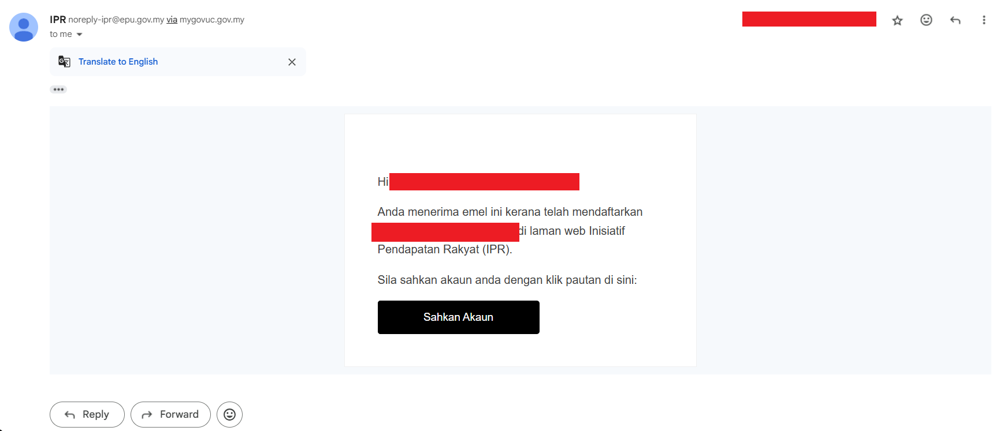 IPR noreply-ipr@epu.gov.my via mygovuc.gov.my
to me
Translate to English
Hi
Anda menerima emel ini kerana telah mendaftarkan
di laman web Inisiatif
Pendapatan Rakyat (IPR).
Sila sahkan akaun anda dengan klik pautan di sini:
Sahkan Akaun
Reply
Forward